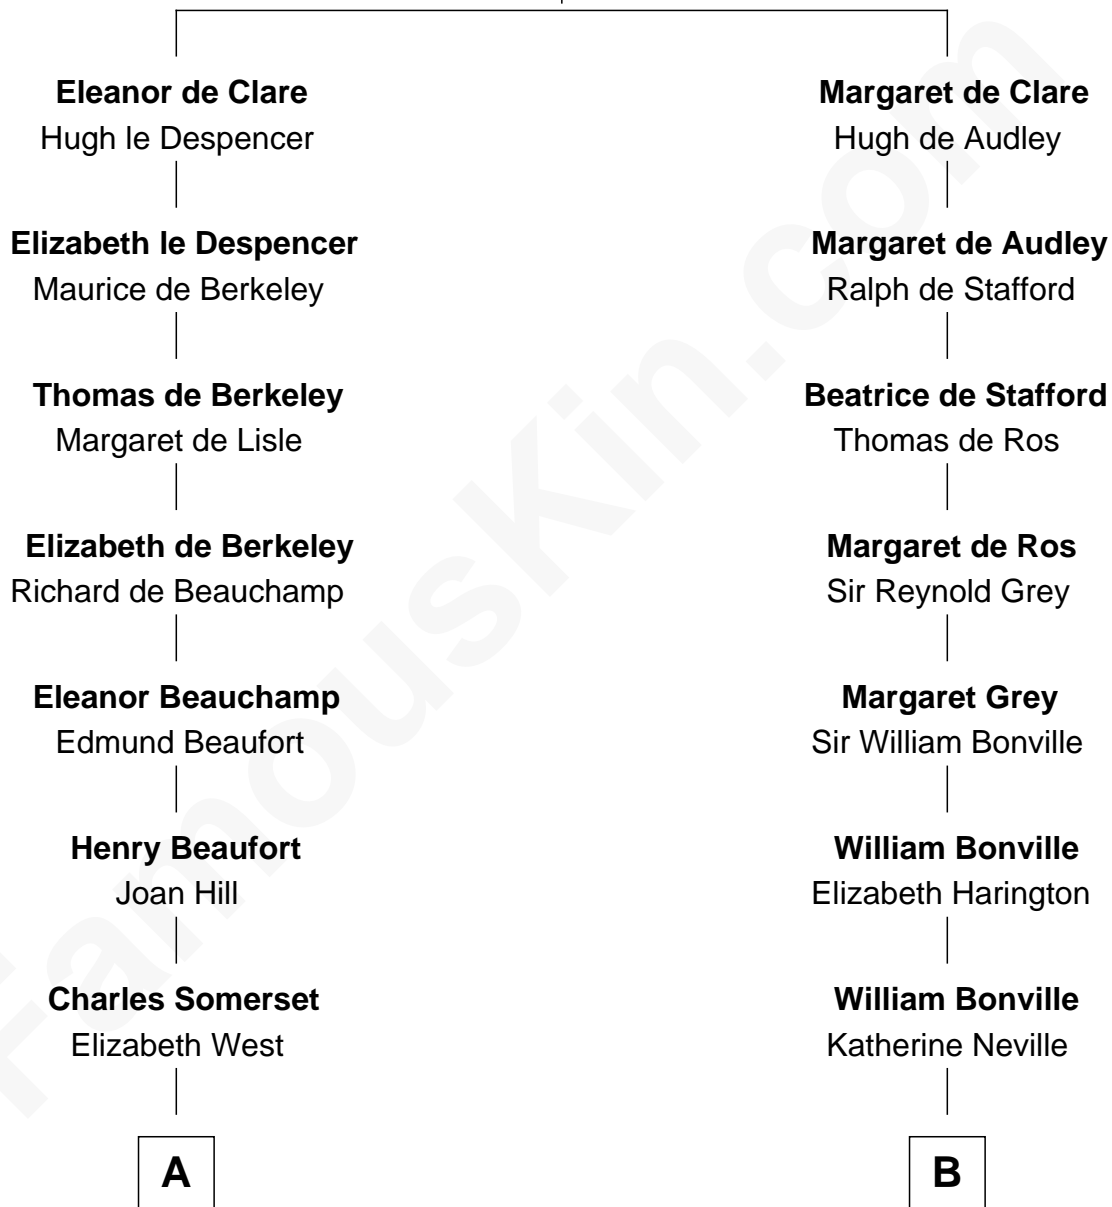 Eleanor de Clare
Hugh le Despencer
Elizabeth le Despencer
Maurice de Berkeley
Thomas de Berkeley
Margaret de Lisle
Elizabeth de Berkeley
Richard de Beauchamp
Eleanor Beauchamp
Edmund Beaufort
Henry Beaufort
Joan Hill
Charles Somerset
Elizabeth West
A
Margaret de Clare
Hugh de Audley
Margaret de Audley
Ralph de Stafford
Beatrice de Stafford
Thomas de Ros
Margaret de Ros
Sir Reynold Grey
Margaret Grey
Sir William Bonville
William Bonville
Elizabeth Harington
William Bonville
Katherine Neville
B
FamousKin.com